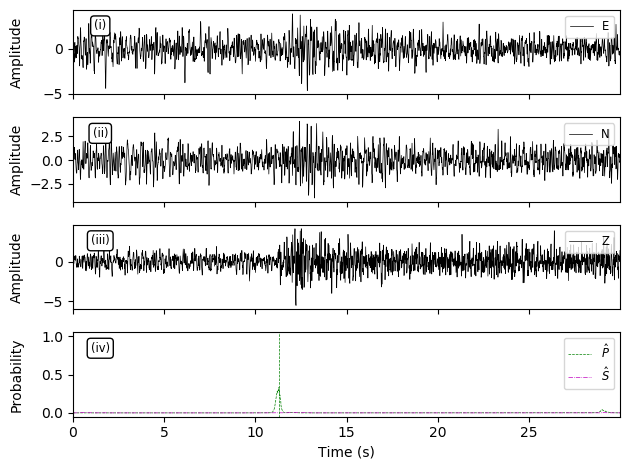 (i)
E
Amplitude
0
−5
(ii)
N
Amplitude
2.5
0.0
−2.5
(iii)
Z
Amplitude
0
−5
(iv)
P̂
Ŝ
Probability
1.0
0.5
0.0
0 5 10 15 20 25
Time (s)